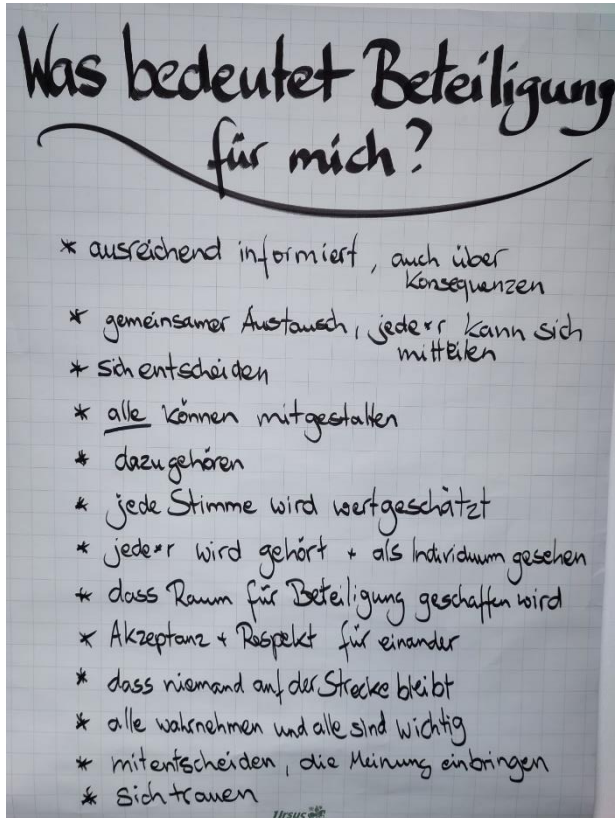 Was bedeutet Beteiligung
für mich?
* ausreichend informiert, auch über
Konsequenzen
* gemeinsamer Austausch, jede*r kann sich
mitteilen
* sich entscheiden
* alle können mitgestalten
* dazugehören
* jede Stimme wird wertgeschätzt
* jede*r wird gehört + als Individuum gesehen
* dass Raum für Beteiligung geschaffen wird
* Akzeptanz + Respekt für einander
* dass niemand auf der Strecke bleibt
* alle wahrnehmen und alle sind wichtig
* mitentscheiden, die Meinung einbringen
* sich trauen
Ursus